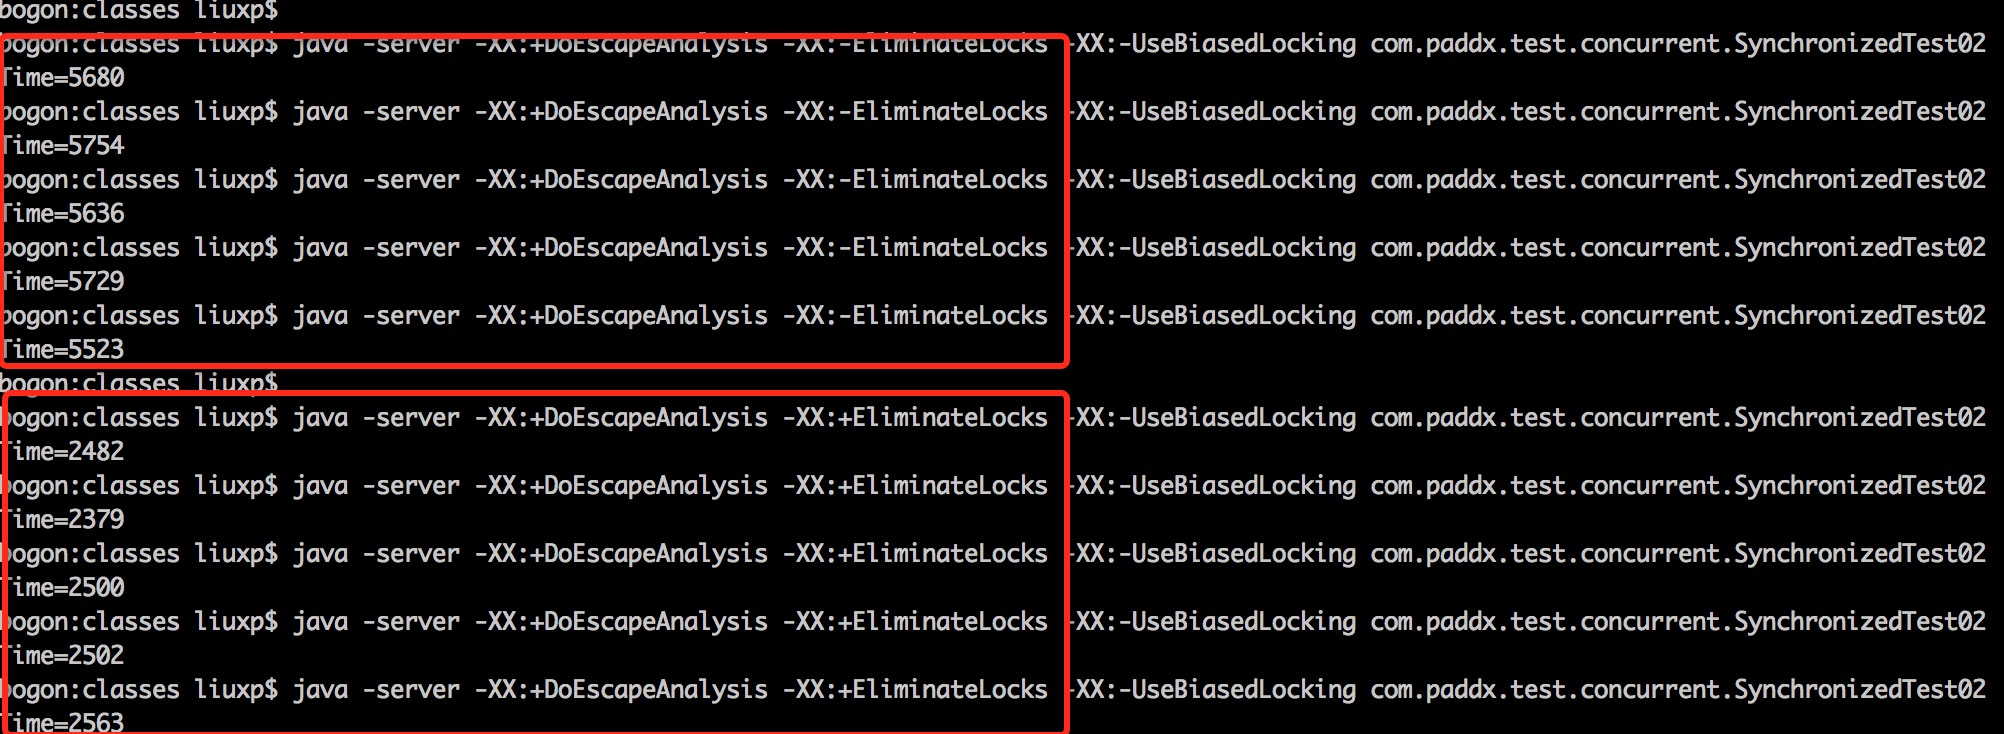 bogon:classes liuxp$
bogon:classes liuxp$ java -server -XX:+DoEscapeAnalysis -XX:-EliminateLocks -XX:-UseBiasedLocking com.paddx.test.concurrent.SynchronizedTest02
Time=5680
bogon:classes liuxp$ java -server -XX:+DoEscapeAnalysis -XX:-EliminateLocks -XX:-UseBiasedLocking com.paddx.test.concurrent.SynchronizedTest02
Time=5754
bogon:classes liuxp$ java -server -XX:+DoEscapeAnalysis -XX:-EliminateLocks -XX:-UseBiasedLocking com.paddx.test.concurrent.SynchronizedTest02
Time=5636
bogon:classes liuxp$ java -server -XX:+DoEscapeAnalysis -XX:-EliminateLocks -XX:-UseBiasedLocking com.paddx.test.concurrent.SynchronizedTest02
Time=5729
bogon:classes liuxp$ java -server -XX:+DoEscapeAnalysis -XX:-EliminateLocks -XX:-UseBiasedLocking com.paddx.test.concurrent.SynchronizedTest02
Time=5523
bogon:classes liuxp$
bogon:classes liuxp$ java -server -XX:+DoEscapeAnalysis -XX:+EliminateLocks -XX:-UseBiasedLocking com.paddx.test.concurrent.SynchronizedTest02
Time=2482
bogon:classes liuxp$ java -server -XX:+DoEscapeAnalysis -XX:+EliminateLocks -XX:-UseBiasedLocking com.paddx.test.concurrent.SynchronizedTest02
Time=2379
bogon:classes liuxp$ java -server -XX:+DoEscapeAnalysis -XX:+EliminateLocks -XX:-UseBiasedLocking com.paddx.test.concurrent.SynchronizedTest02
Time=2500
bogon:classes liuxp$ java -server -XX:+DoEscapeAnalysis -XX:+EliminateLocks -XX:-UseBiasedLocking com.paddx.test.concurrent.SynchronizedTest02
Time=2502
bogon:classes liuxp$ java -server -XX:+DoEscapeAnalysis -XX:+EliminateLocks -XX:-UseBiasedLocking com.paddx.test.concurrent.SynchronizedTest02
Time=2563